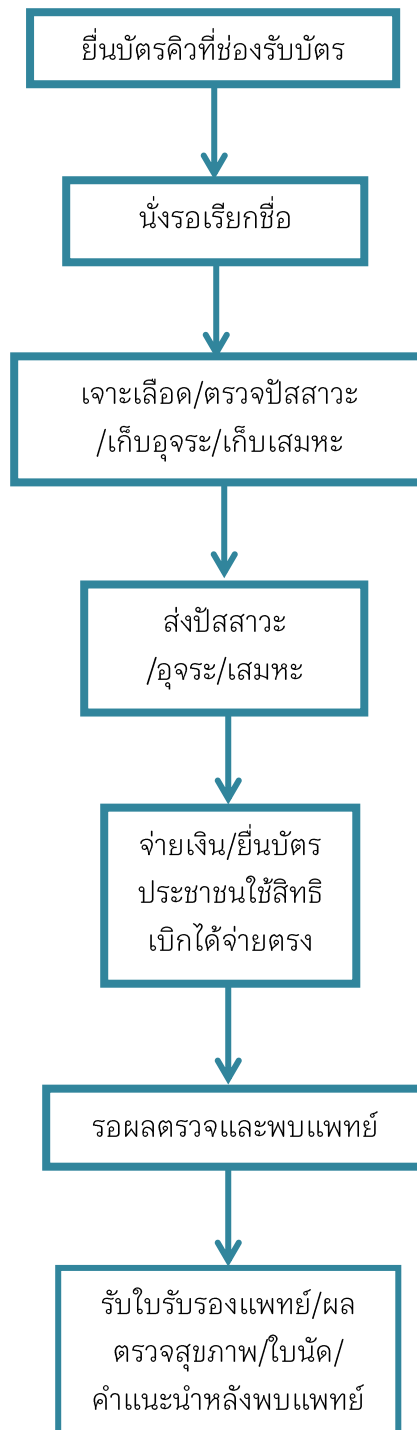 ยื่นบัตรคิวที่ช่องรับบัตร
นั่งรอเรียกชื่อ
เจาะเลือด/ตรวจปัสสาวะ
/เก็บอุจระ/เก็บเสมหะ
ส่งปัสสาวะ
/อุจระ/เสมหะ
จ่ายเงิน/ยื่นบัตร
ประชาชนใช้สิทธิ
เบิกได้จ่ายตรง
รอผลตรวจและพบแพทย์
รับใบรับรองแพทย์/ผล
ตรวจสุขภาพ/ใบนัด/
คำแนะนำหลังพบแพทย์